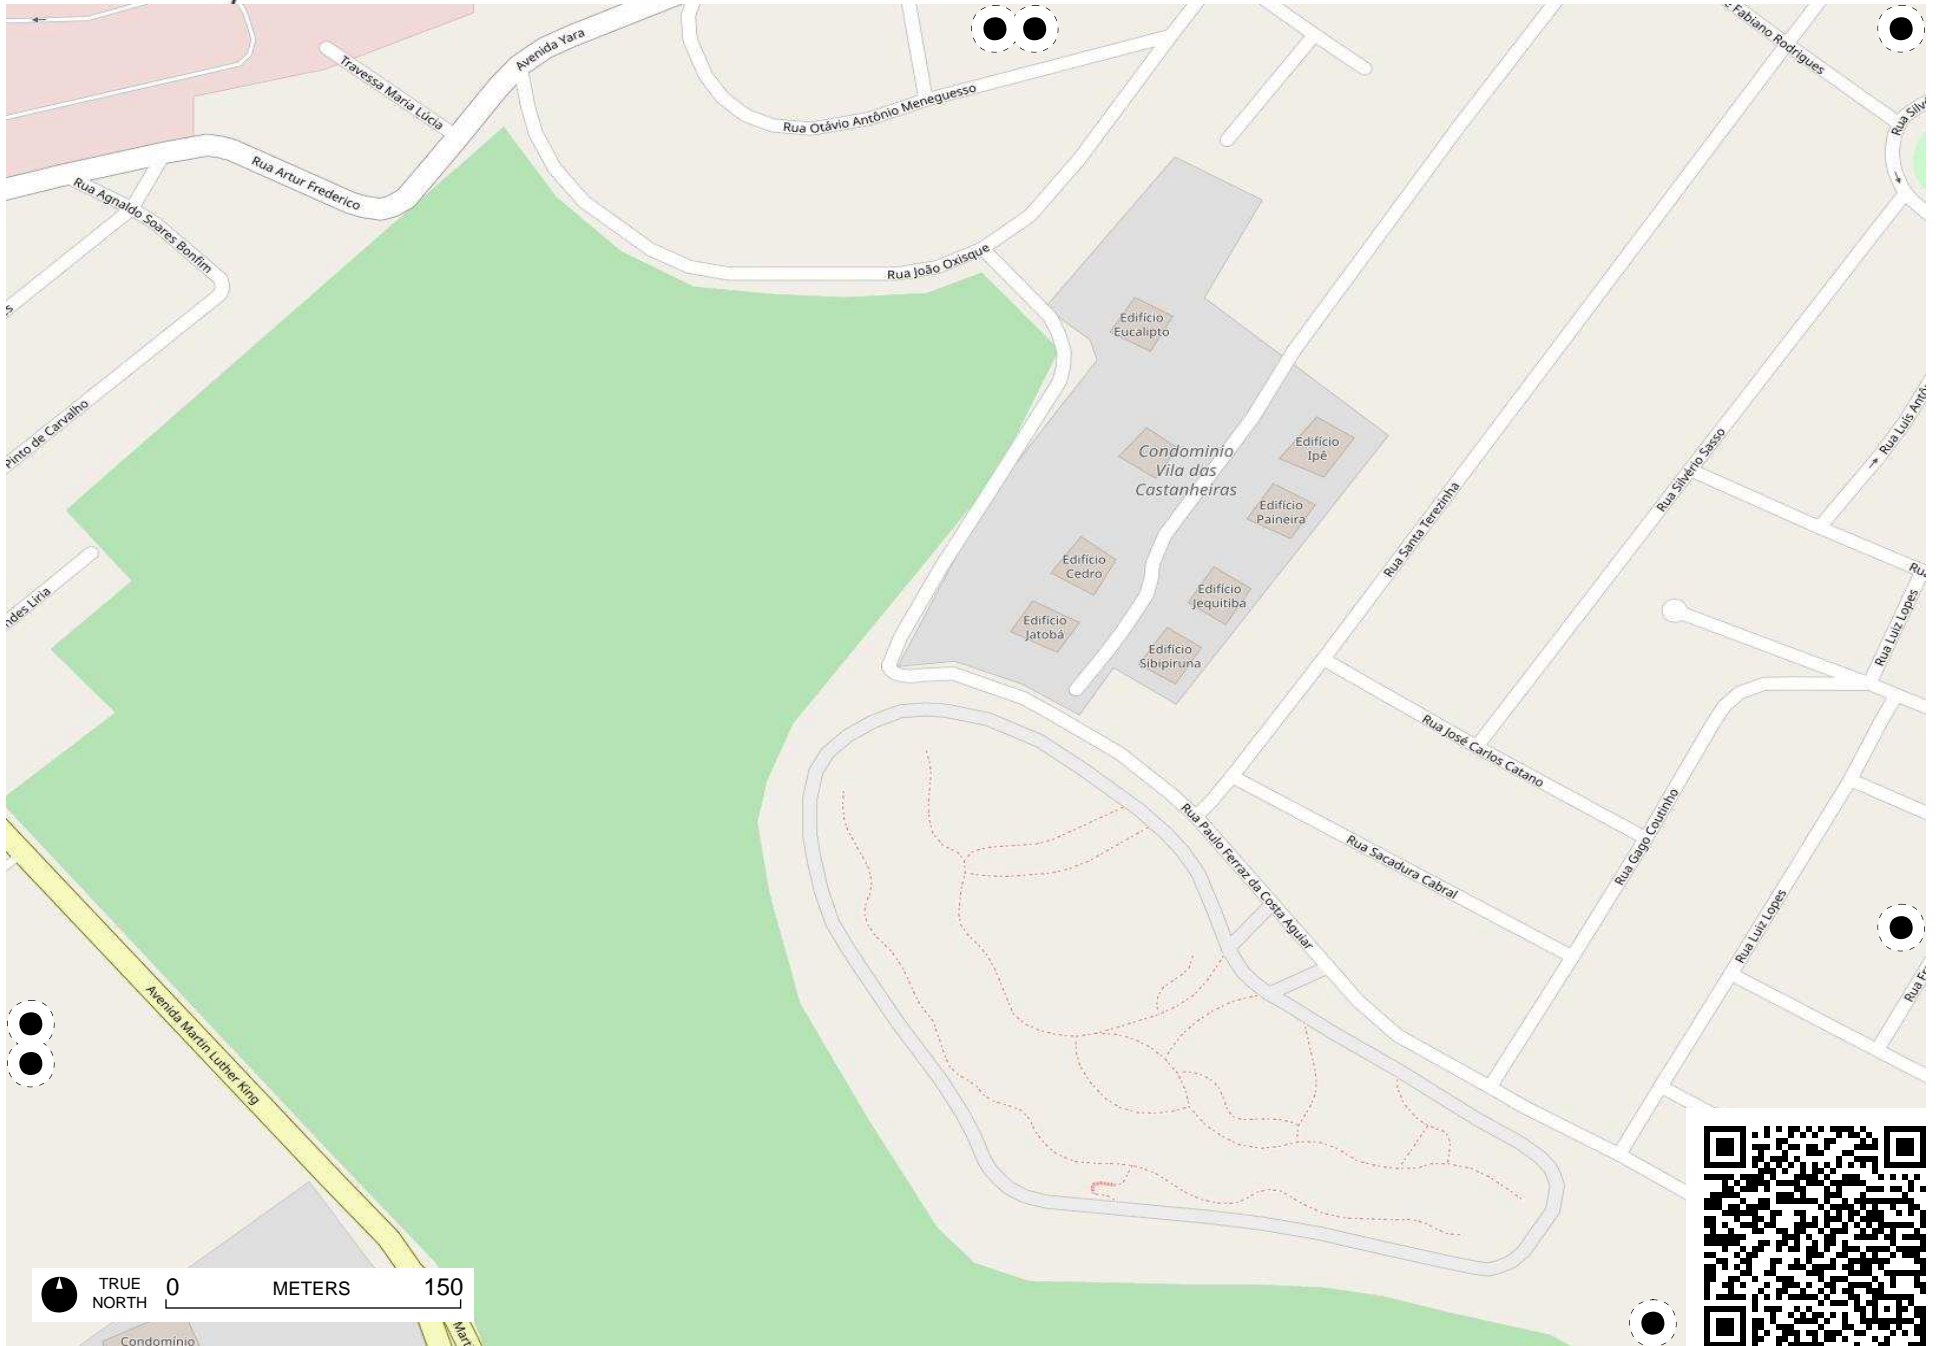 Fabiano Rodrigues
Avenida Yara
Travessa Maria Lúcia
Rua Otávio Antônio Meneguesso
Rua Artur Frederico
Rua Agnaldo Soares Bonfim
Rua João Oxisque
Edifício
Eucalipto
Pinto de Carvalho
Condominio
Vila das
Castanheiras
Edifício
Ipê
Edifício
Paineira
Rua Santa Terezinha
Rua Silvério Sasso
Rua Luis
Edifício
Cedro
Edifício
Jequitibá
Edifício
Jatobá
Edifício
Sibipiruna
Rua Luiz Lopes
Rua José Carlos Catano
Rua Paulo Ferraz da Costa Aguiar
Rua Sacadura Cabral
Rua Gago Coutinho
Rua Luiz Lopes
Rua
Avenida Martin Luther King
TRUE
NORTH
0 METERS 150
Condomínio